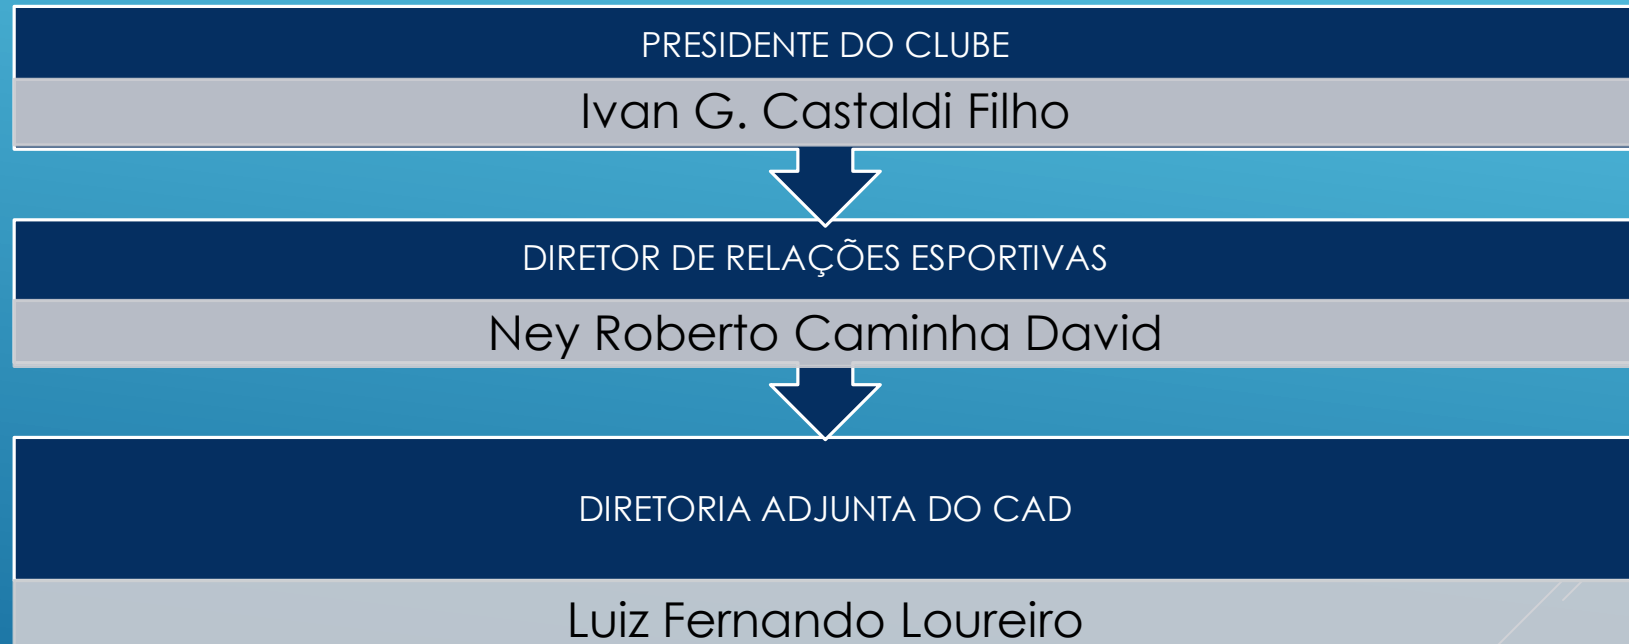 PRESIDENTE DO CLUBE
Ivan G. Castaldi Filho
DIRETOR DE RELAÇÕES ESPORTIVAS
Ney Roberto Caminha David
DIRETORIA ADJUNTA DO CAD
Luiz Fernando Loureiro